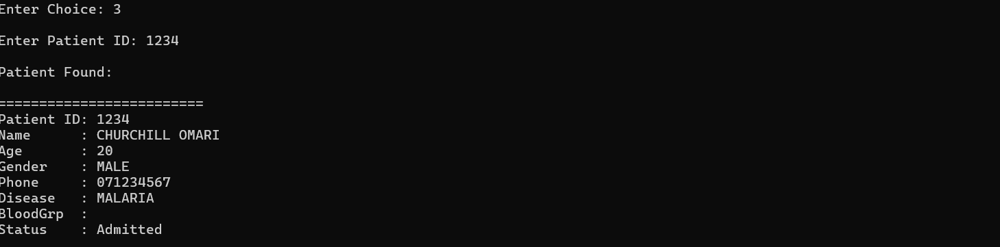 Enter Choice: 3
Enter Patient ID: 1234
Patient Found:
=========================
Patient ID: 1234
Name      : CHURCHILL OMARI
Age       : 20
Gender    : MALE
Phone     : 071234567
Disease   : MALARIA
BloodGrp  :
Status    : Admitted